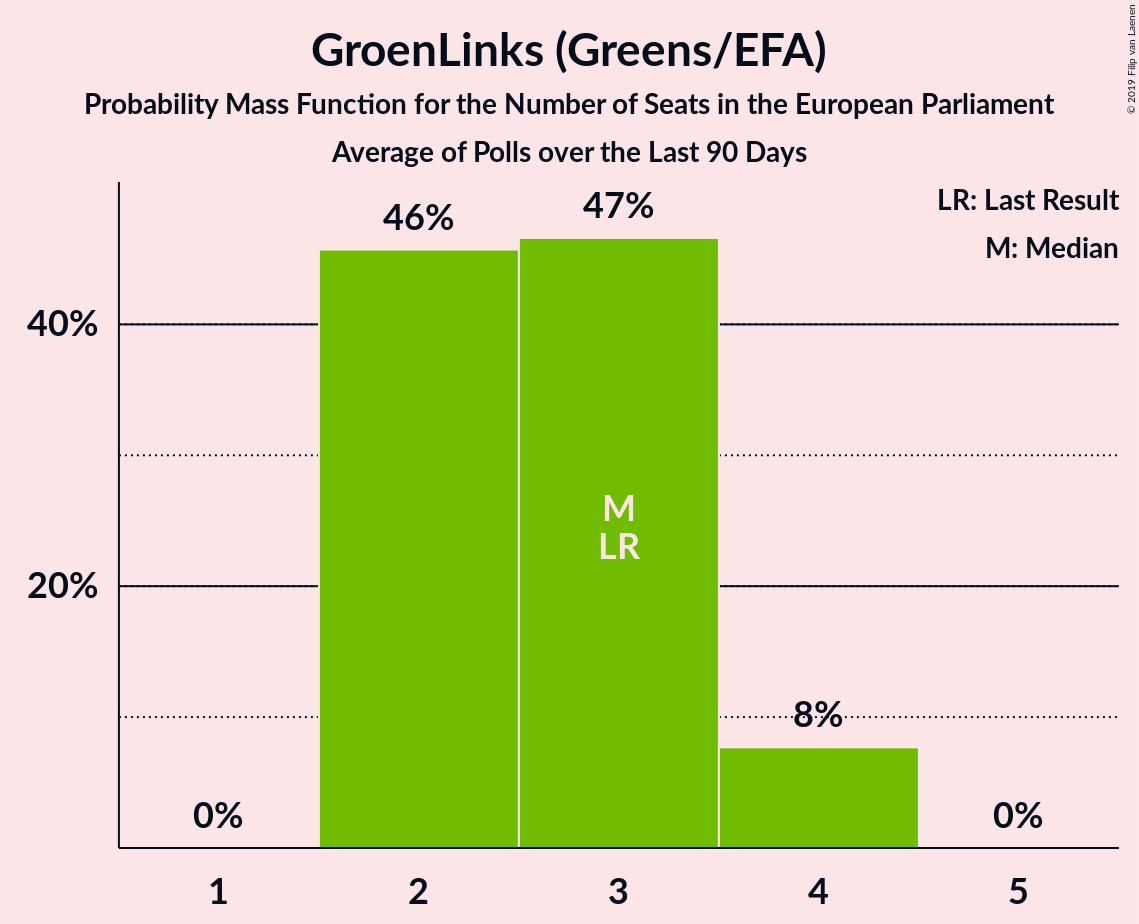 GroenLinks (Greens/EFA)
Probability Mass Function for the Number of Seats in the European Parliament
Average of Polls over the Last 90 Days
© 2019 Filip van Laenen
LR: Last Result
M: Median
46%
47%
40%
M
LR
20%
8%
0%
0%
1
2
3
4
5